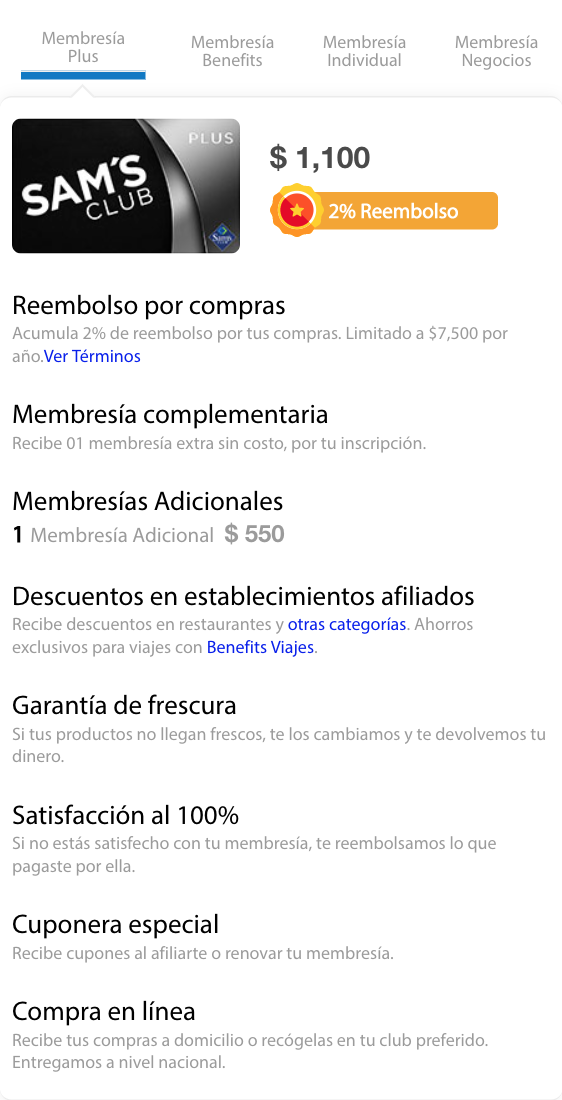 Membresía
Plus
Membresía
Benefits
Membresía
Individual
Membresía
Negocios
PLUS
SAM'S
CLUB
Sam's
$ 1,100
2% Reembolso
Reembolso por compras
Acumula 2% de reembolso por tus compras. Limitado a $7,500 por
año.Ver Términos
Membresía complementaria
Recibe 01 membresía extra sin costo, por tu inscripción.
Membresías Adicionales
1 Membresía Adicional $ 550
Descuentos en establecimientos afiliados
Recibe descuentos en restaurantes y otras categorías. Ahorros
exclusivos para viajes con Benefits Viajes.
Garantía de frescura
Si tus productos no llegan frescos, te los cambiamos y te devolvemos tu
dinero.
Satisfacción al 100%
Si no estás satisfecho con tu membresía, te reembolsamos lo que
pagaste por ella.
Cuponera especial
Recibe cupones al afiliarte o renovar tu membresía.
Compra en línea
Recibe tus compras a domicilio o recógelas en tu club preferido.
Entregamos a nivel nacional.